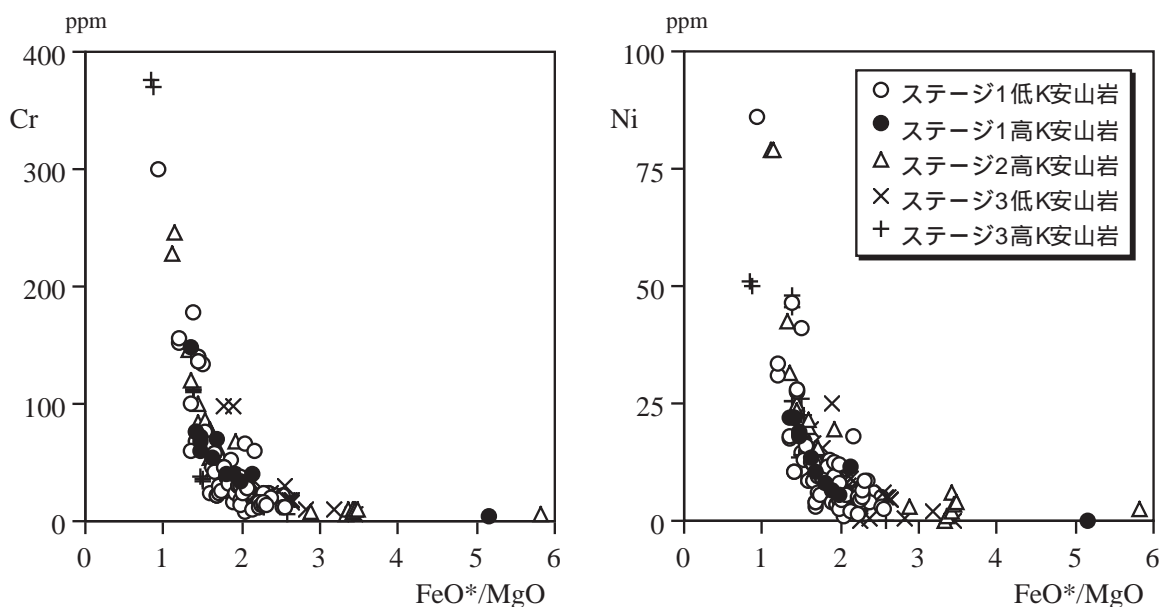 ppm
400
Cr
300
200
100
0
0 1 2 3 4 5 6
FeO*/MgO
ppm
100
Ni
75
50
25
0
0 1 2 3 4 5 6
FeO*/MgO
ステージ1低K安山岩
ステージ1高K安山岩
ステージ2高K安山岩
ステージ3低K安山岩
ステージ3高K安山岩